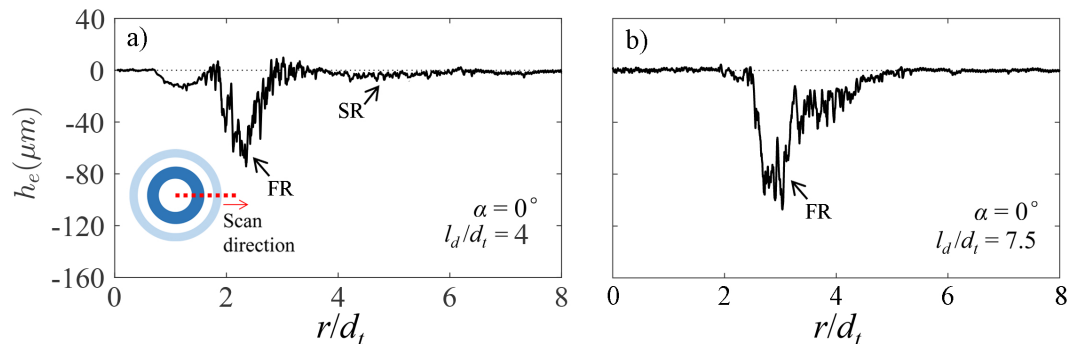 a)
40
0
-40
-80
-120
-160
h_e(μm)
SR
FR
Scan
direction
α = 0°
l_d/d_t = 4
0 2 4 6 8
r/d_t
b)
FR
α = 0°
l_d/d_t = 7.5
0 2 4 6 8
r/d_t